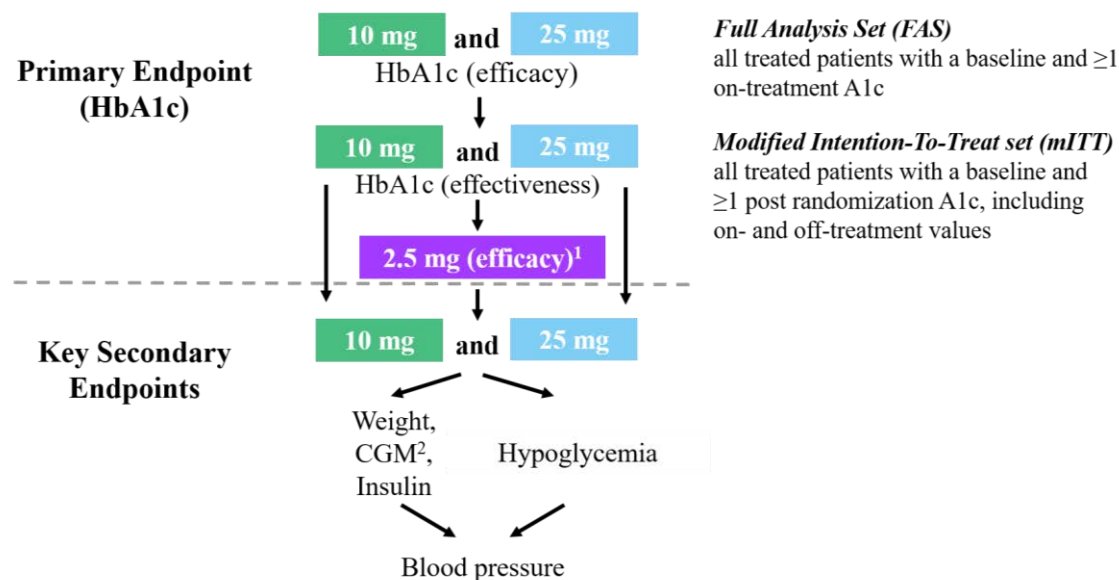 10 mg and 25 mg
HbA1c (efficacy)
Primary Endpoint
(HbA1c)
10 mg and 25 mg
HbA1c (effectiveness)
2.5 mg (efficacy)¹
Full Analysis Set (FAS)
all treated patients with a baseline and ≥1
on-treatment A1c
Modified Intention-To-Treat set (mITT)
all treated patients with a baseline and
≥1 post randomization A1c, including
on- and off-treatment values
Key Secondary
Endpoints
10 mg and 25 mg
Weight,
CGM²,
Insulin
Hypoglycemia
Blood pressure